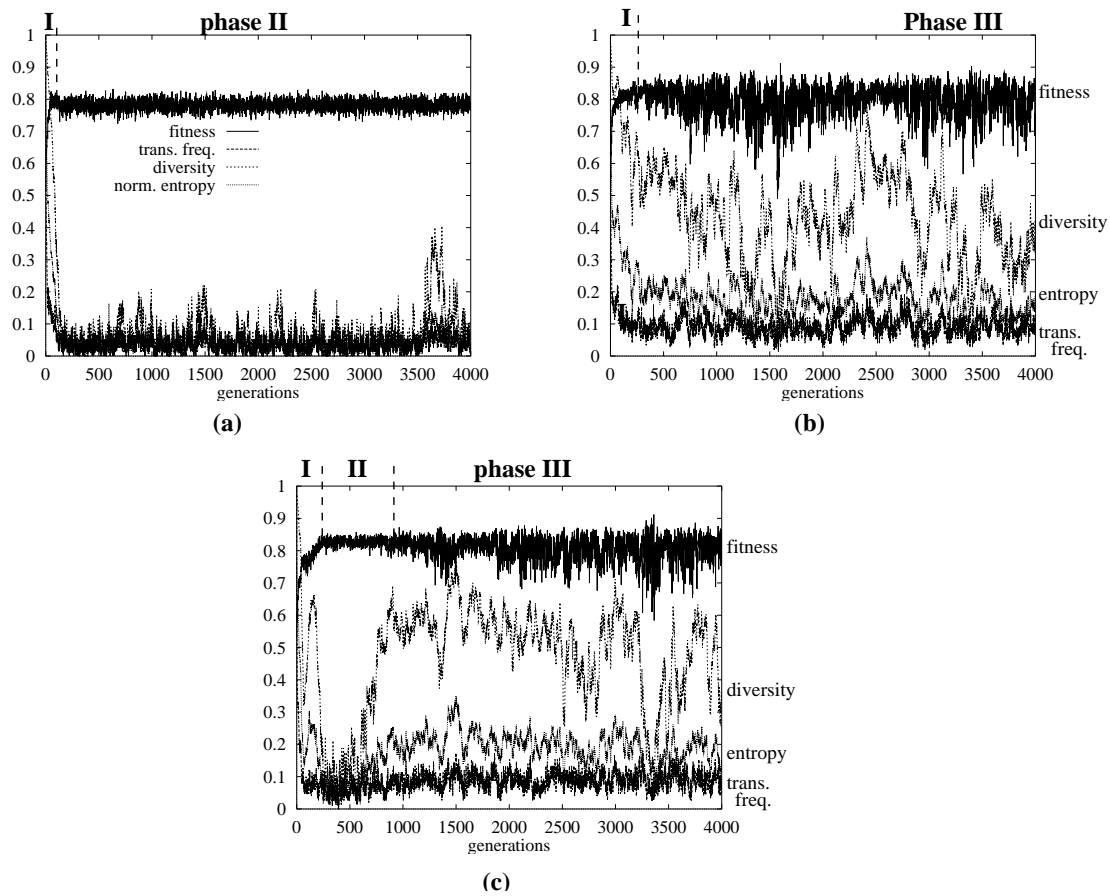 I phase II
1
0.9
0.8
0.7
0.6
0.5
0.4
0.3
0.2
0.1
0
fitness
trans. freq.
diversity
norm. entropy
0 500 1000 1500 2000 2500 3000 3500 4000
generations
(a)
I Phase III
1
0.9
0.8
0.7
0.6
0.5
0.4
0.3
0.2
0.1
0
fitness
diversity
entropy
trans.
freq.
0 500 1000 1500 2000 2500 3000 3500 4000
generations
(b)
I II phase III
1
0.9
0.8
0.7
0.6
0.5
0.4
0.3
0.2
0.1
0
fitness
diversity
entropy
trans.
freq.
0 500 1000 1500 2000 2500 3000 3500 4000
generations
(c)